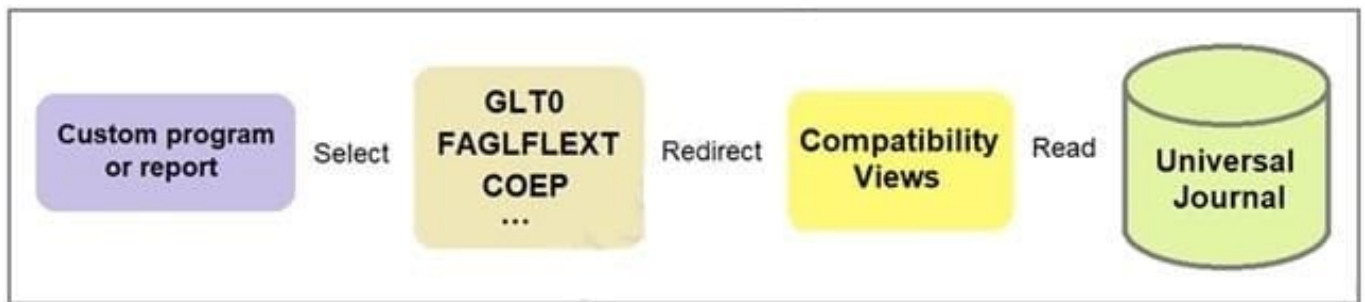 Custom program
or report
Select
GLT0
FAGLFLEXT
COEP
...
Redirect
Compatibility
Views
Read
Universal
Journal